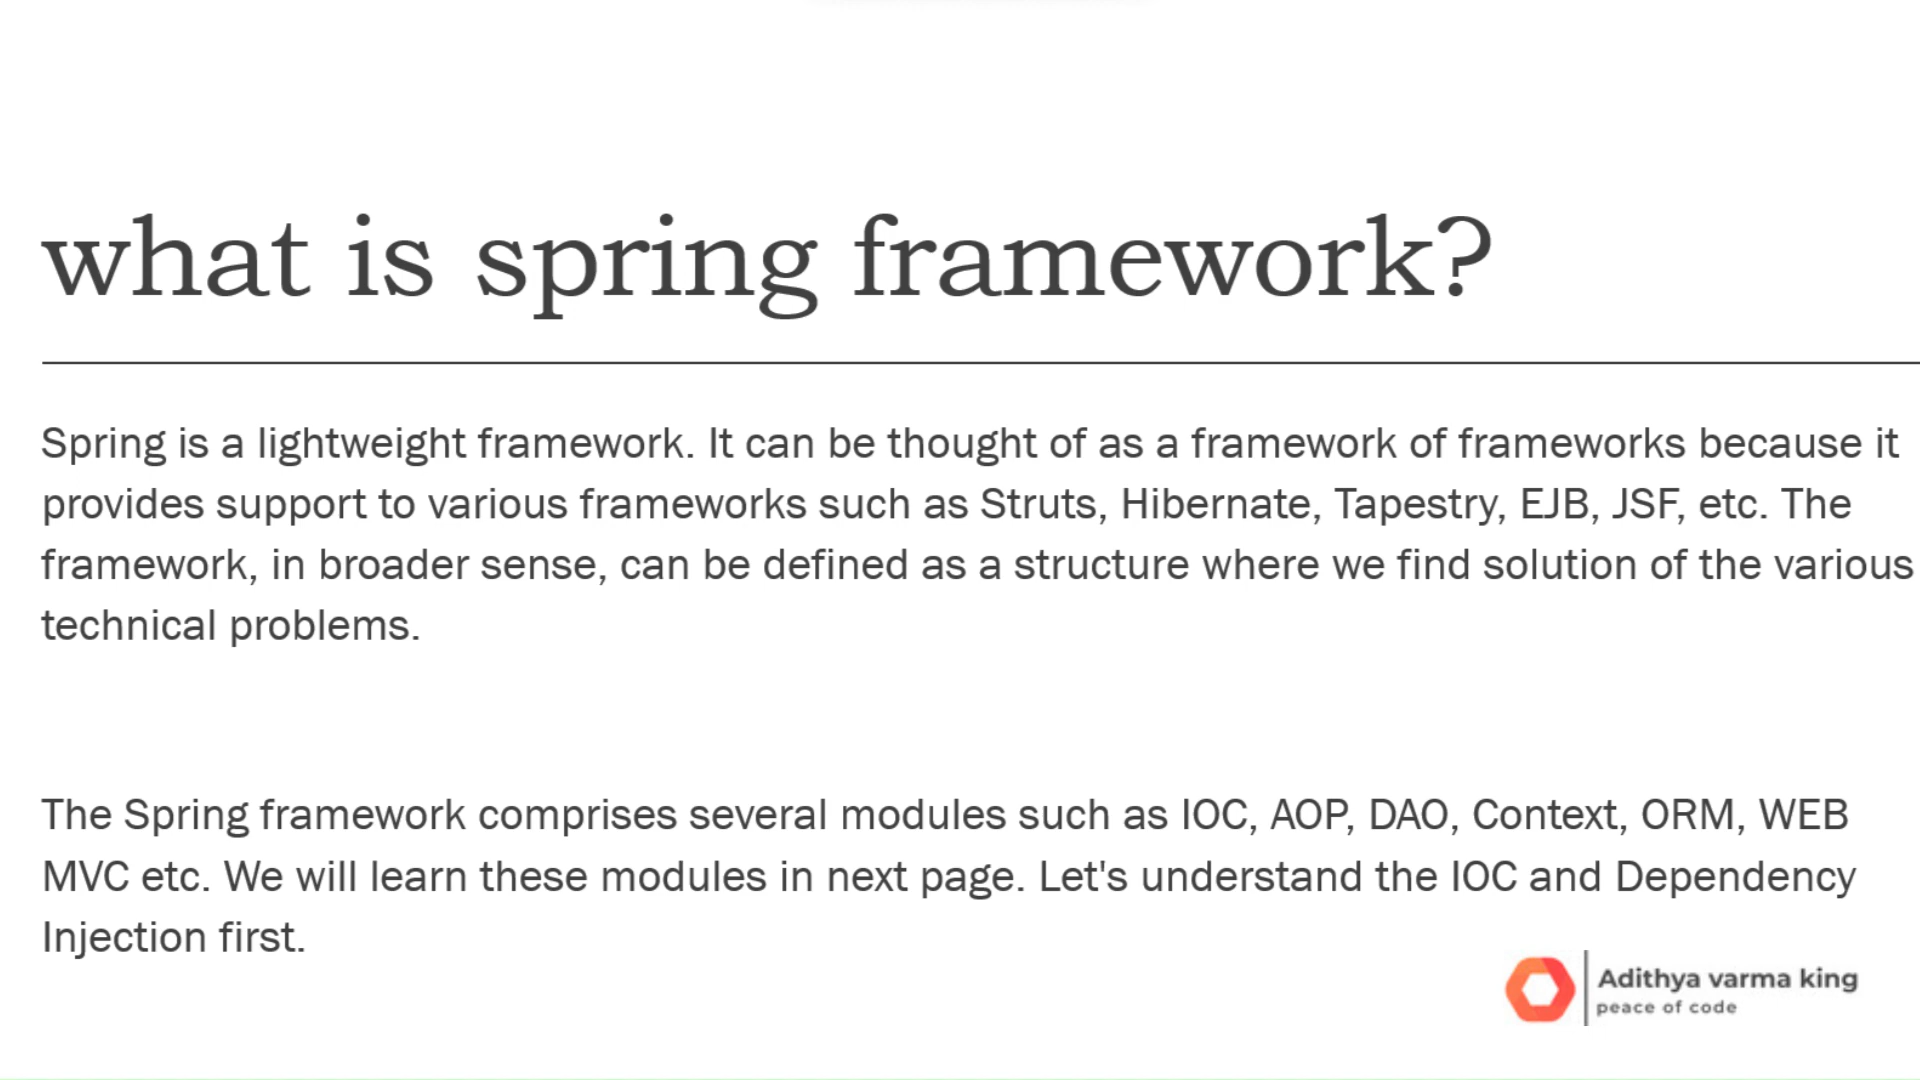 what is spring framework?
Spring is a lightweight framework. It can be thought of as a framework of frameworks because it
provides support to various frameworks such as Struts, Hibernate, Tapestry, EJB, JSF, etc. The
framework, in broader sense, can be defined as a structure where we find solution of the various
technical problems.
The Spring framework comprises several modules such as IOC, AOP, DAO, Context, ORM, WEB
MVC etc. We will learn these modules in next page. Let's understand the IOC and Dependency
Injection first.
Adithya varma king
peace of code